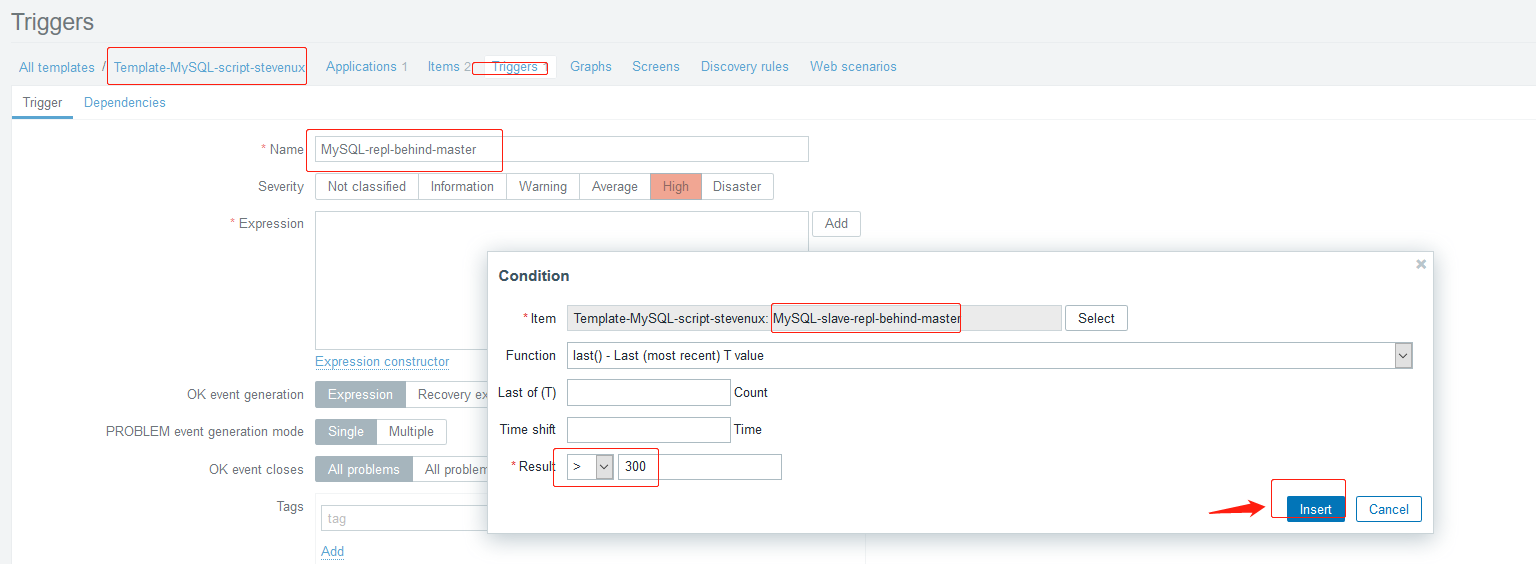 Triggers
All templates / Template-MySQL-script-stevenux Applications 1 Items 2 Triggers 1 Graphs Screens Discovery rules Web scenarios
Trigger Dependencies
* Name MySQL-repl-behind-master
Severity Not classified Information Warning Average High Disaster
* Expression Add
Condition
* Item Template-MySQL-script-stevenux: MySQL-slave-repl-behind-master Select
Function last() - Last (most recent) T value
Expression constructor
Last of (T) Count
OK event generation Expression Recovery ex
Time shift Time
PROBLEM event generation mode Single Multiple
* Result > 300
OK event closes All problems All problem
Tags
Insert Cancel
tag
Add